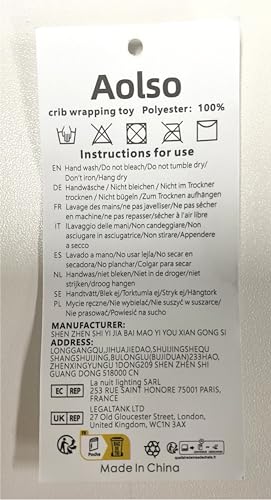 Aolso
crib wrapping toy Polyester: 100%
Instructions for use
EN Hand wash/Do not bleach/Do not tumble dry/
Don't iron/Hang dry
DE Handwäsche / Nicht bleichen / Im Trockner
trocknen / Nicht bügeln /Zum Trocknen aufhängen
FR Lavage des mains/ne pas javelliser/Ne pas sécher
en machine/ne pas repasser/sécher à l'air libre
IT ILavaggio delle mani/Non candeggiare/Non
asciugare in asciugatrice/Non stirare/Appendere
a secco
ES Lavado a mano/No usar lejía/No secar en
secadora/No planchar/Colgar para secar
NL Handwas/niet bleken/Niet in de droger/niet
strijken/droog hangen
SE Handtvätt/Blek ej/Torktumla ej/Stryk ej/Hängtork
PL Mycie ręczne/Nie wybielać/Nie suszyć w suszarce/
Nie prasować/Powiesić na sucho
MANUFACTURER:
SHEN ZHEN SHI YI JIA BAI MAO YI YOU XIAN GONG SI
ADDRESS:
LONGGANGQU,JIHUAJIEDAO,SHUIJINGSHEQU
SHANGSHUIJING,BULONGLU(BUJIDUAN)233HAO,
ZHENXINGYUNGU 1DONG209 SHEN ZHEN SHI
GUANG DONG 518000 CN
EC REP La nuit lighting SARL
253 RUE SAINT HONORE 75001 PARIS,
FRANCE
UK REP LEGALTANK LTD
27 Old Gloucester Street, London,
United Kingdom, WC1N 3AX
FR
Poche
Made in China